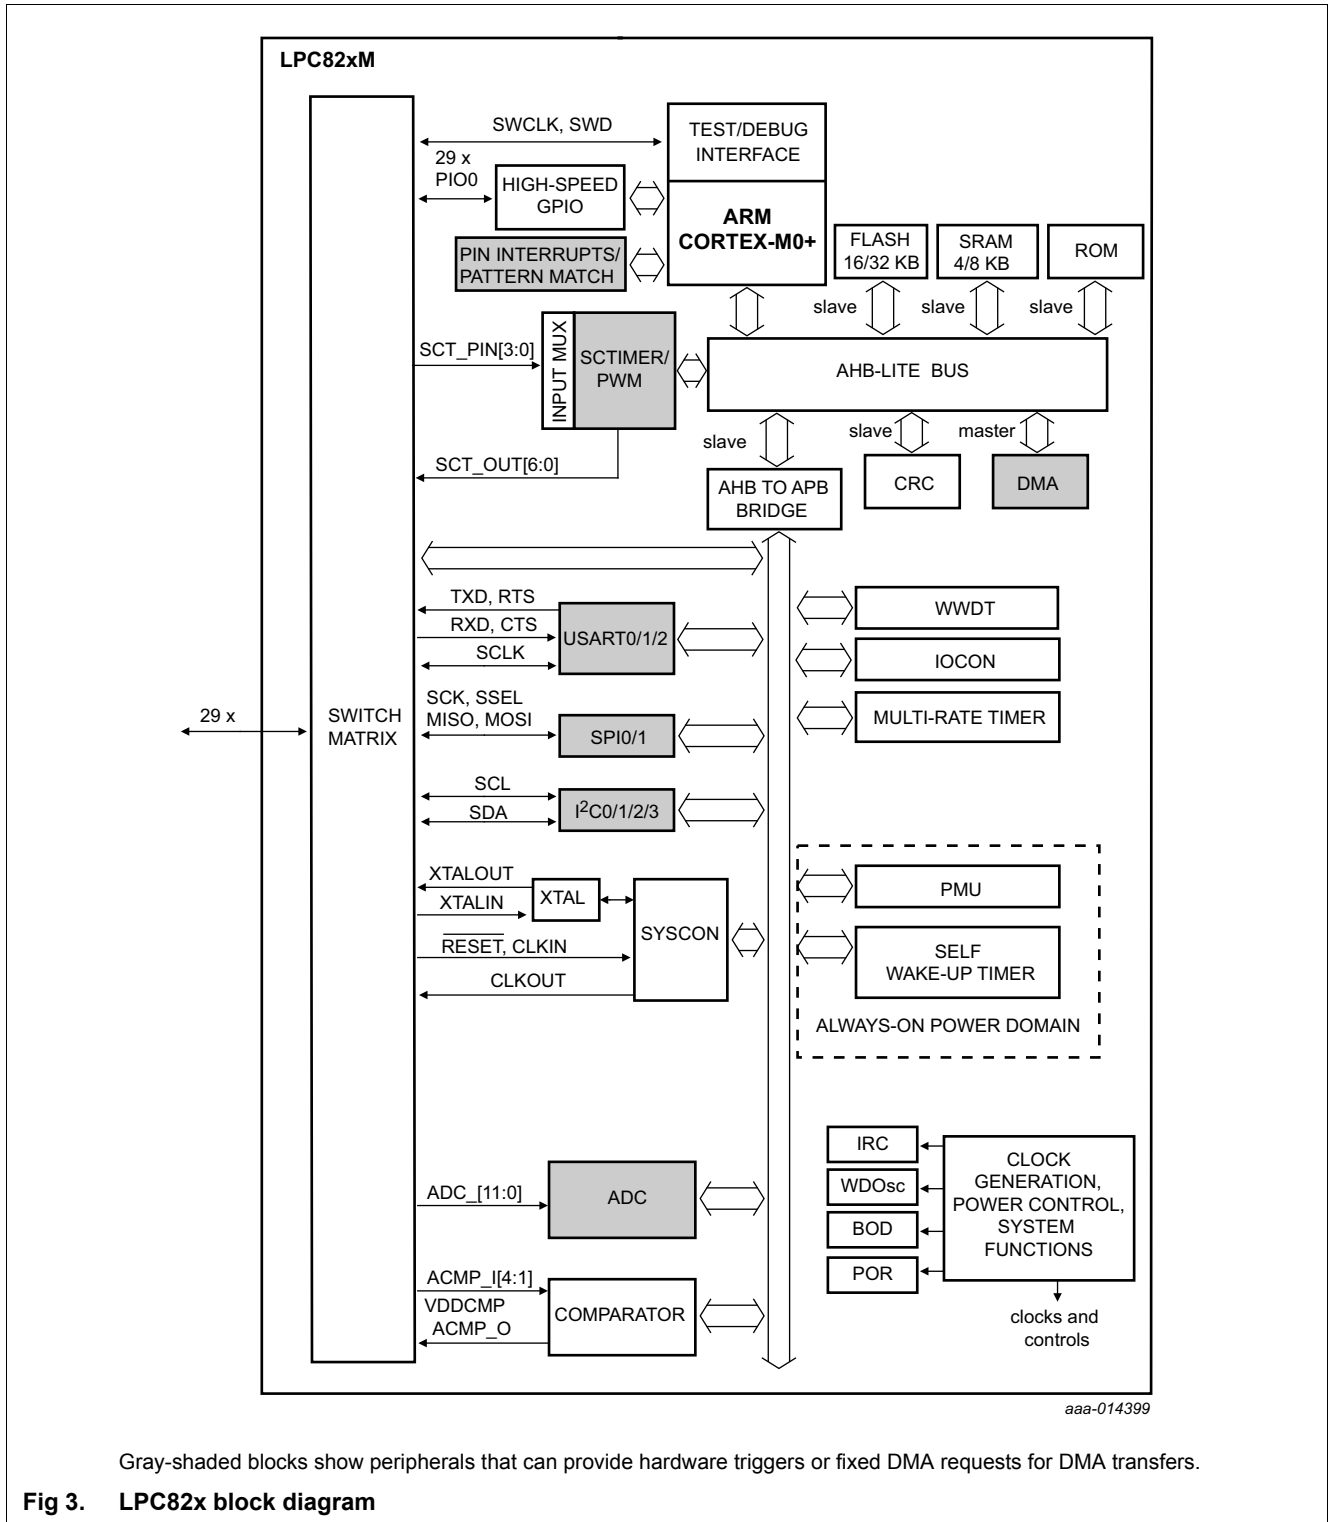 LPC82xM
SWCLK, SWD
TEST/DEBUG
INTERFACE
29 x
PIO0
HIGH-SPEED
GPIO
ARM
CORTEX-M0+
PIN INTERRUPTS/
PATTERN MATCH
FLASH
16/32 KB
SRAM
4/8 KB
ROM
slave
slave
slave
SCT_PIN[3:0]
INPUT MUX
SCTIMER/
PWM
AHB-LITE BUS
slave
slave
master
SCT_OUT[6:0]
AHB TO APB
BRIDGE
CRC
DMA
TXD, RTS
RXD, CTS
SCLK
USART0/1/2
WWDT
IOCON
MULTI-RATE TIMER
29 x
SWITCH
MATRIX
SCK, SSEL
MISO, MOSI
SPI0/1
SCL
SDA
I2C0/1/2/3
XTALOUT
XTALIN
XTAL
RESET, CLKIN
CLKOUT
SYSCON
PMU
SELF
WAKE-UP TIMER
ALWAYS-ON POWER DOMAIN
ADC_[11:0]
ADC
IRC
WDOsc
BOD
POR
CLOCK
GENERATION,
POWER CONTROL,
SYSTEM
FUNCTIONS
clocks and
controls
ACMP_I[4:1]
VDDCMP
ACMP_O
COMPARATOR
aaa-014399
Gray-shaded blocks show peripherals that can provide hardware triggers or fixed DMA requests for DMA transfers.
Fig 3. LPC82x block diagram